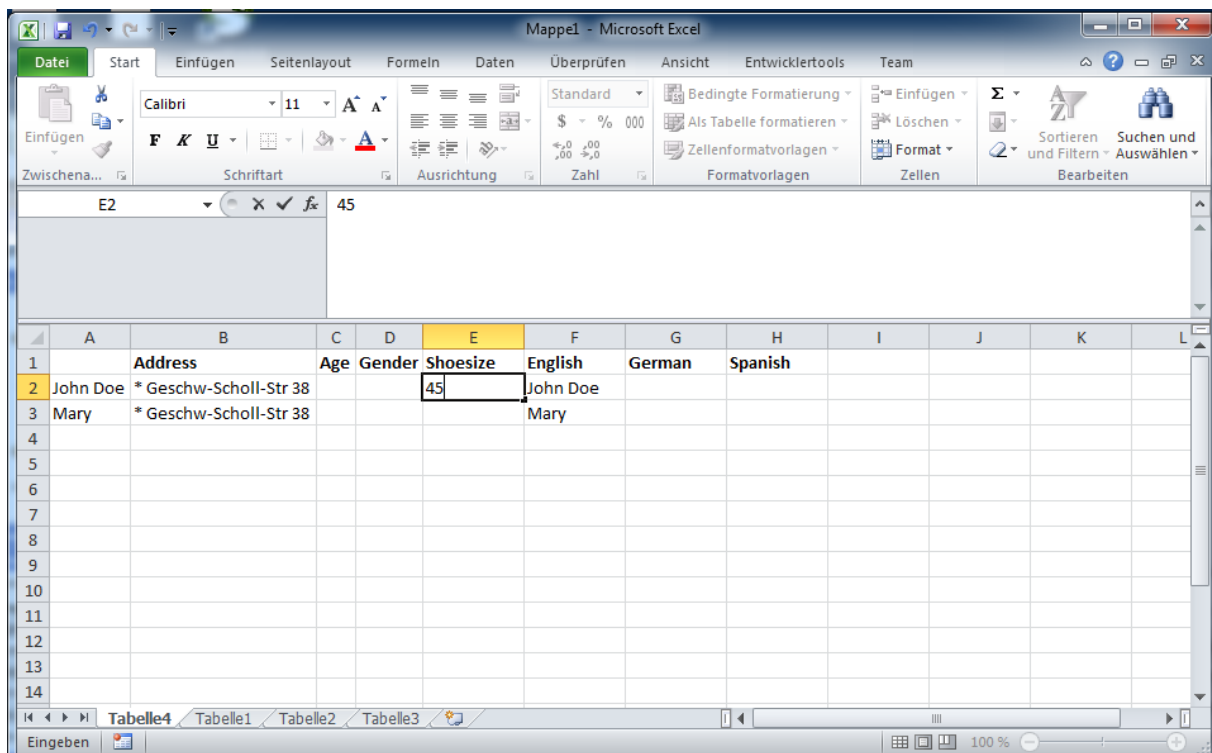 Mappe1 - Microsoft Excel
Datei Start Einfügen Seitenlayout Formeln Daten Überprüfen Ansicht Entwicklertools Team
Einfügen
Zwischena...
Calibri 11 A A
F K U A
Schriftart
Ausrichtung
Standard
$ % 000
,00 ,0
Zahl
Bedingte Formatierung
Als Tabelle formatieren
Zellenformatvorlagen
Formatvorlagen
Einfügen
Löschen
Format
Zellen
Σ
Sortieren und Filtern
Suchen und Auswählen
Bearbeiten
E2 fx 45
A B C D E F G H I J K L
1 Address Age Gender Shoesize English German Spanish
2 John Doe * Geschw-Scholl-Str 38 45 John Doe
3 Mary * Geschw-Scholl-Str 38 Mary
4
5
6
7
8
9
10
11
12
13
14
Tabelle4 Tabelle1 Tabelle2 Tabelle3
Eingeben 100 %